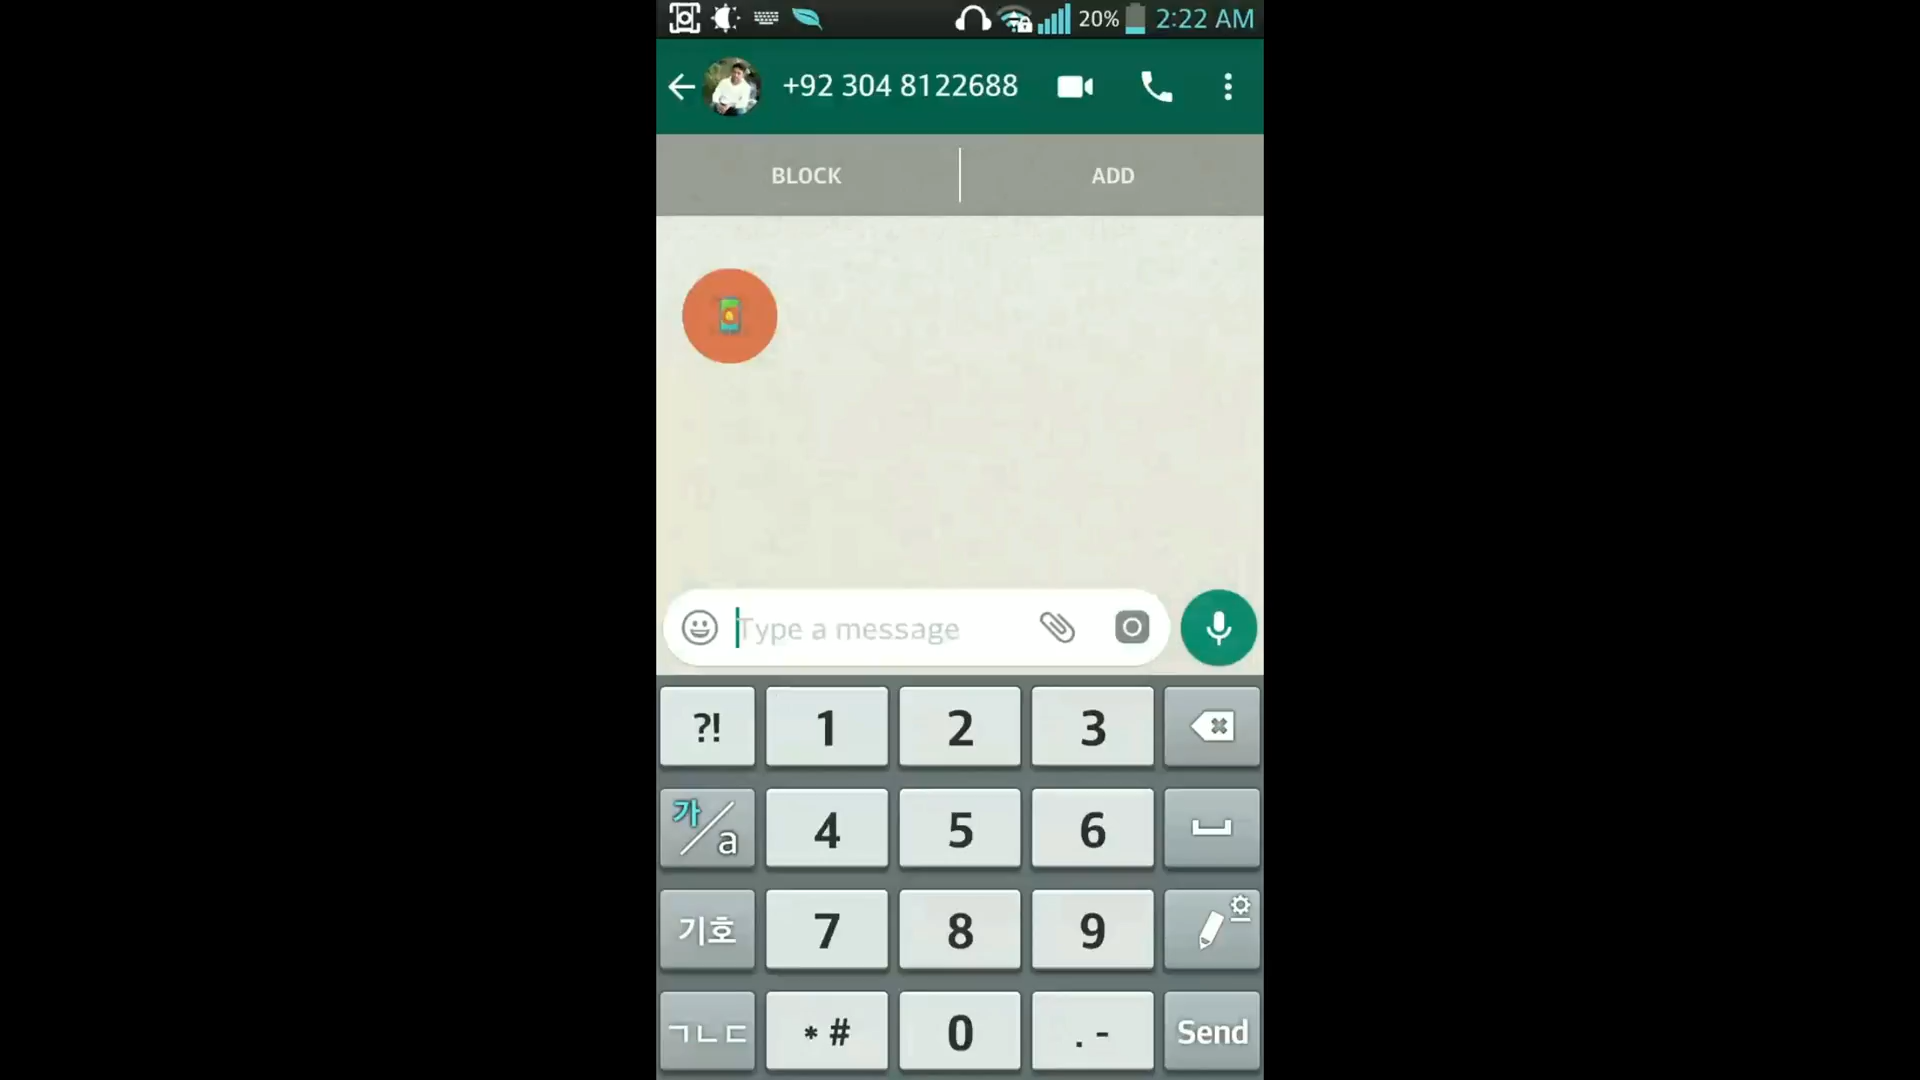 20% 2:22 AM
+92 304 8122688
BLOCK ADD
Type a message
?! 1 2 3
가/a 4 5 6
기호 7 8 9
ㄱㄴㄷ * # 0 . - Send